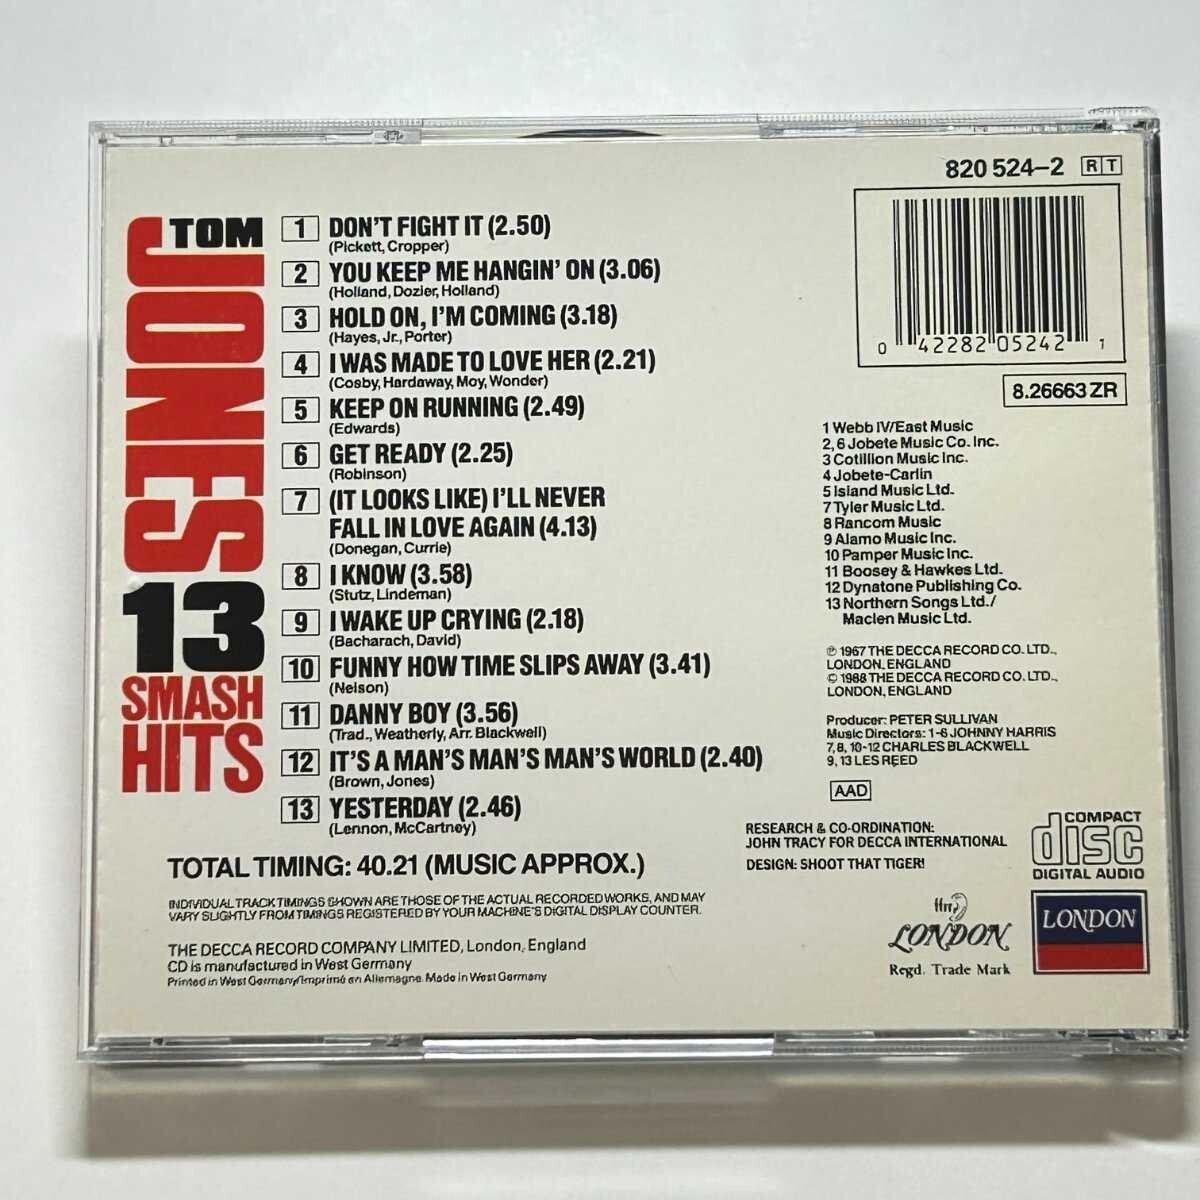 TOM
JONES
13
SMASH
HITS
1 DON'T FIGHT IT (2.50)
(Pickett, Cropper)
2 YOU KEEP ME HANGIN' ON (3.06)
(Holland, Dozier, Holland)
3 HOLD ON, I'M COMING (3.18)
(Hayes, Jr., Porter)
4 I WAS MADE TO LOVE HER (2.21)
(Cosby, Hardaway, Moy, Wonder)
5 KEEP ON RUNNING (2.49)
(Edwards)
6 GET READY (2.25)
(Robinson)
7 (IT LOOKS LIKE) I'LL NEVER
FALL IN LOVE AGAIN (4.13)
(Donegan, Currie)
8 I KNOW (3.58)
(Stutz, Lindeman)
9 I WAKE UP CRYING (2.18)
(Bacharach, David)
10 FUNNY HOW TIME SLIPS AWAY (3.41)
(Nelson)
11 DANNY BOY (3.56)
(Trad., Weatherly, Arr. Blackwell)
12 IT'S A MAN'S MAN'S MAN'S WORLD (2.40)
(Brown, Jones)
13 YESTERDAY (2.46)
(Lennon, McCartney)
TOTAL TIMING: 40.21 (MUSIC APPROX.)
INDIVIDUAL TRACK TIMINGS SHOWN ARE THOSE OF THE ACTUAL RECORDED WORKS, AND MAY
VARY SLIGHTLY FROM TIMINGS REGISTERED BY YOUR MACHINE'S DIGITAL DISPLAY COUNTER.
THE DECCA RECORD COMPANY LIMITED, London, England
CD is manufactured in West Germany
Printed in West Germany/Imprimé en Allemagne. Made in West Germany
820 524-2 R T
0 42282 05242 1
8.26663 ZR
1 Webb IV/East Music
2, 6 Jobete Music Co. Inc.
3 Cotillion Music Inc.
4 Jobete-Carlin
5 Island Music Ltd.
7 Tyler Music Ltd.
8 Rancom Music
9 Alamo Music Inc.
10 Pamper Music Inc.
11 Boosey & Hawkes Ltd.
12 Dynatone Publishing Co.
13 Northern Songs Ltd./
Maclen Music Ltd.
℗ 1967 THE DECCA RECORD CO. LTD.,
LONDON, ENGLAND
© 1988 THE DECCA RECORD CO. LTD.,
LONDON, ENGLAND
Producer: PETER SULLIVAN
Music Directors: 1-6 JOHNNY HARRIS
7, 8, 10-12 CHARLES BLACKWELL
9, 13 LES REED
AAD
RESEARCH & CO-ORDINATION:
JOHN TRACY FOR DECCA INTERNATIONAL
DESIGN: SHOOT THAT TIGER!
COMPACT
disc
DIGITAL AUDIO
ffrr
LONDON
Regd. Trade Mark
LONDON